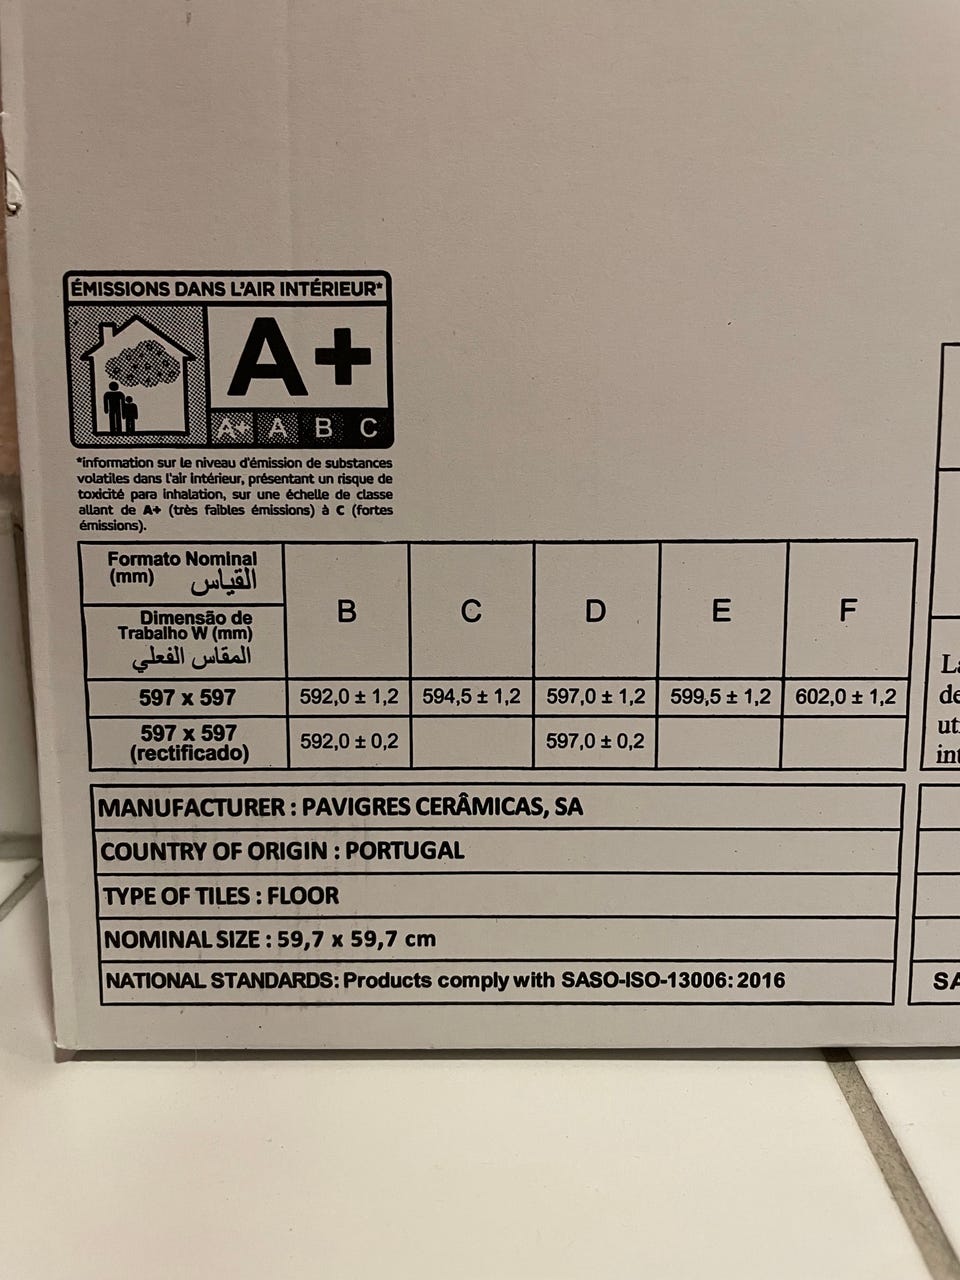 ÉMISSIONS DANS L'AIR INTÉRIEUR*
A+
A+ A B C
*information sur le niveau d'émission de substances
volatiles dans l'air intérieur, présentant un risque de
toxicité para inhalation, sur une échelle de classe
allant de A+ (très faibles émissions) à C (fortes
émissions).
Formato Nominal
(mm) القياس
Dimensão de
Trabalho W (mm)
المقاس الفعلي
B C D E F
597 x 597 592,0 ± 1,2 594,5 ± 1,2 597,0 ± 1,2 599,5 ± 1,2 602,0 ± 1,2
597 x 597
(rectificado) 592,0 ± 0,2 597,0 ± 0,2
MANUFACTURER : PAVIGRES CERÂMICAS, SA
COUNTRY OF ORIGIN : PORTUGAL
TYPE OF TILES : FLOOR
NOMINAL SIZE : 59,7 x 59,7 cm
NATIONAL STANDARDS: Products comply with SASO-ISO-13006: 2016